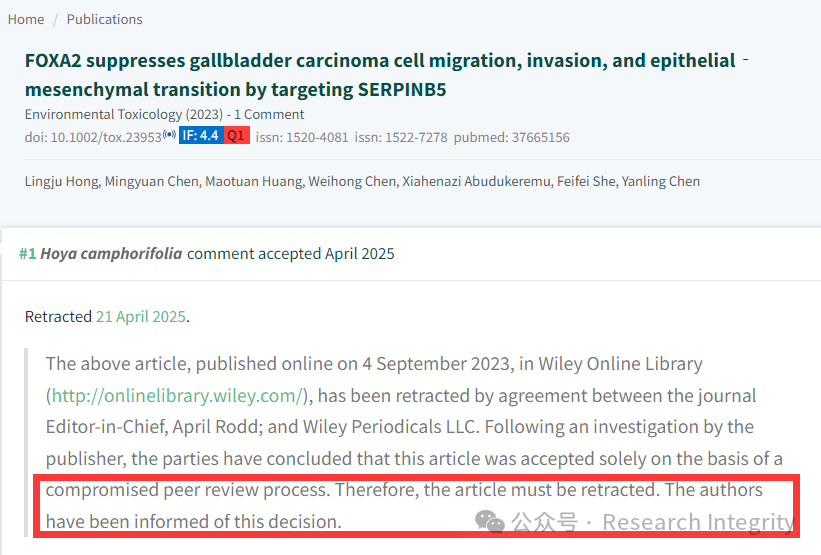 Home / Publications
FOXA2 suppresses gallbladder carcinoma cell migration, invasion, and epithelial‐
mesenchymal transition by targeting SERPINB5
Environmental Toxicology (2023) - 1 Comment
doi: 10.1002/tox.23953 IF: 4.4 Q1 issn: 1520-4081 issn: 1522-7278 pubmed: 37665156
Lingju Hong, Mingyuan Chen, Maotuan Huang, Weihong Chen, Xiahenazi Abudukeremu, Feifei She, Yanling Chen
#1 Hoya camphorifolia comment accepted April 2025
Retracted 21 April 2025.
The above article, published online on 4 September 2023, in Wiley Online Library
(http://onlinelibrary.wiley.com/), has been retracted by agreement between the journal
Editor-in-Chief, April Rodd; and Wiley Periodicals LLC. Following an investigation by the
publisher, the parties have concluded that this article was accepted solely on the basis of a
compromised peer review process. Therefore, the article must be retracted. The authors
have been informed of this decision.
公众号 · Research Integrity